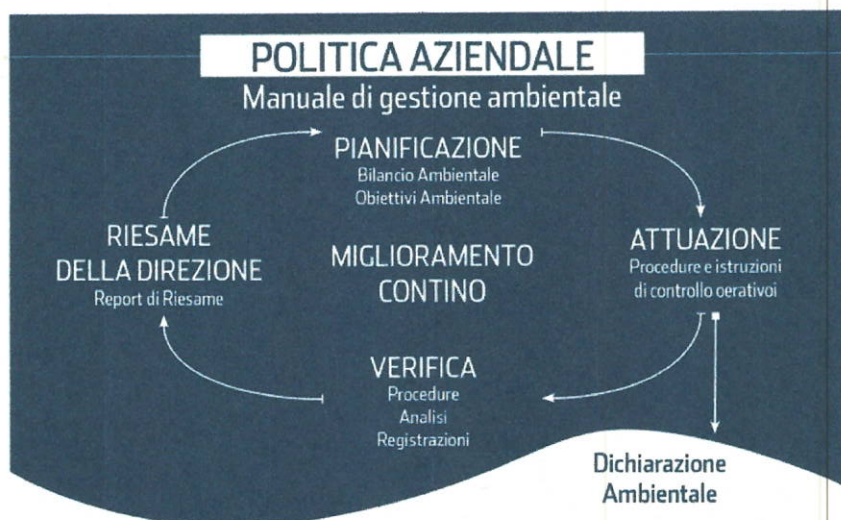 POLITICA AZIENDALE
Manuale di gestione ambientale
PIANIFICAZIONE
Bilancio Ambientale
Obiettivi Ambientale
RIESAME
DELLA DIREZIONE
Report di Riesame
MIGLIORAMENTO
CONTINO
ATTUAZIONE
Procedure e istruzioni
di controllo oerativoi
VERIFICA
Procedure
Analisi
Registrazioni
Dichiarazione
Ambientale